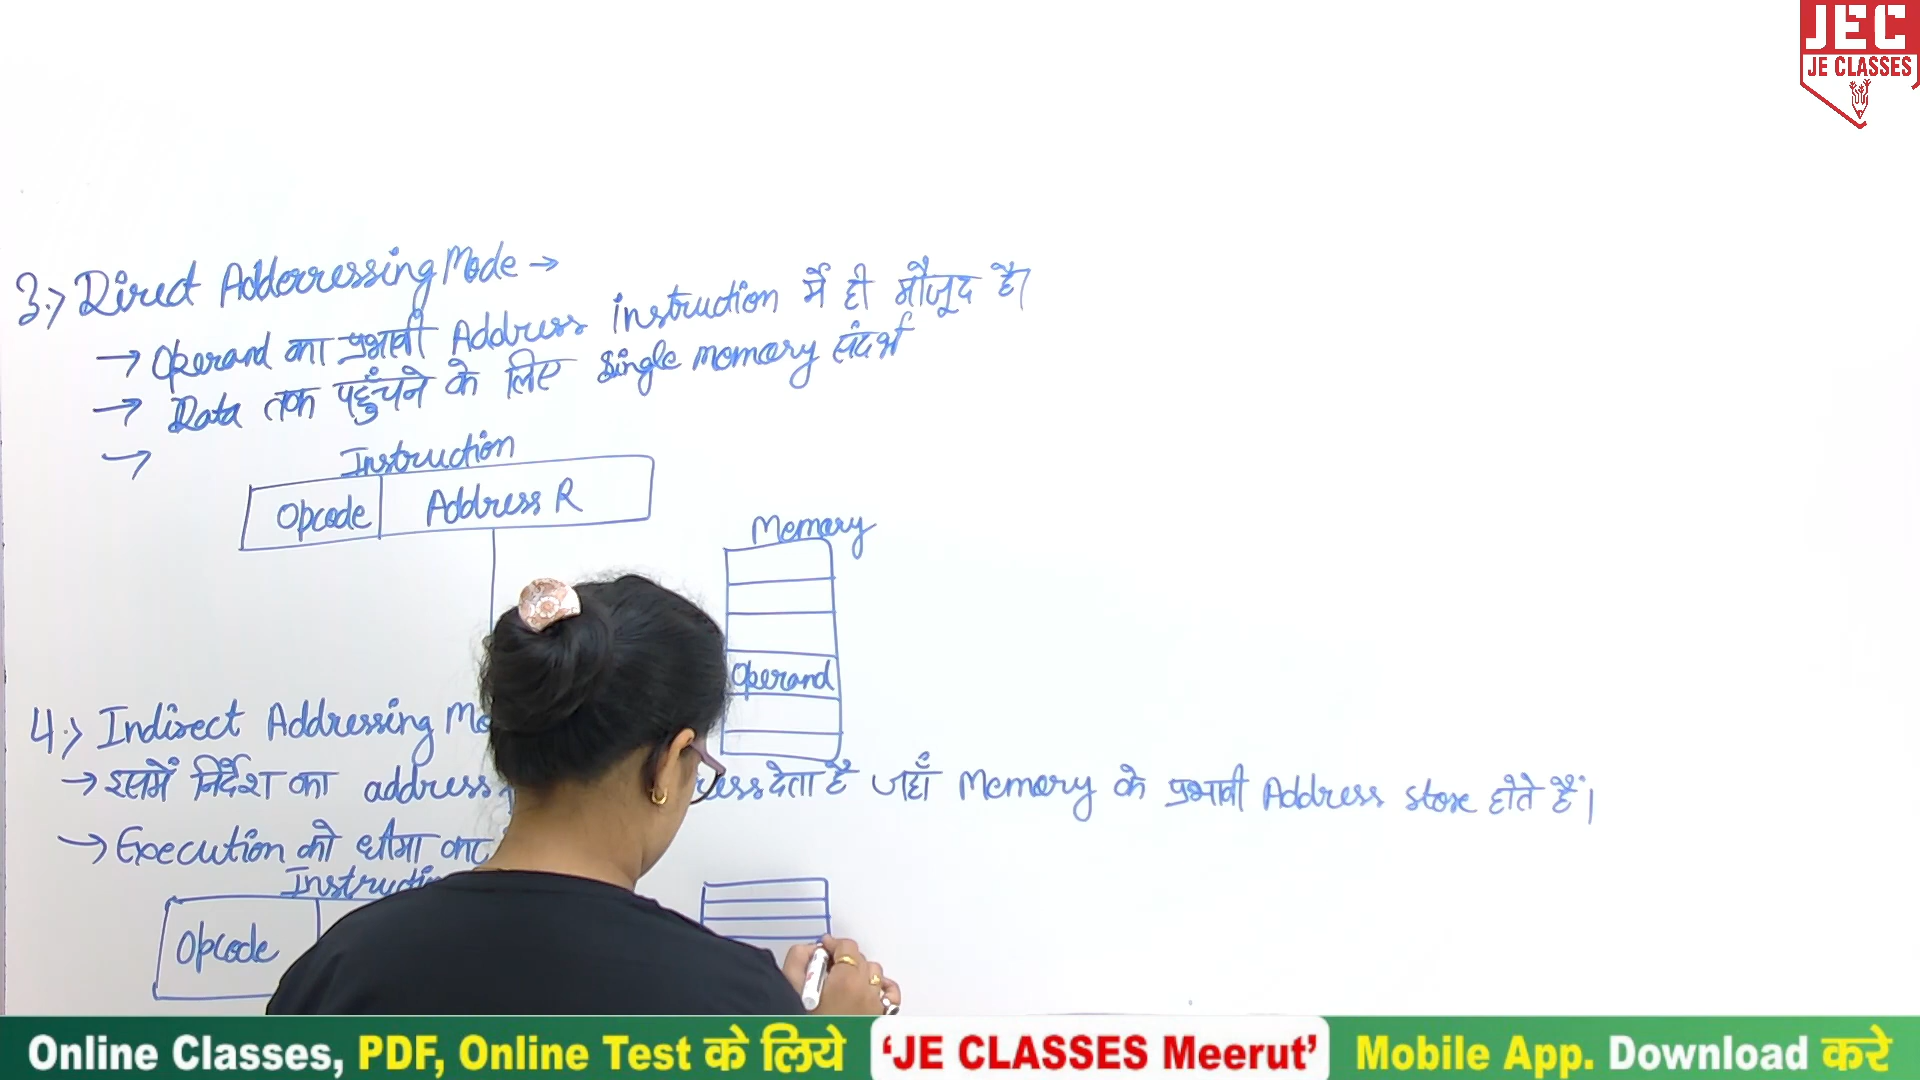 JEC
JE CLASSES
3.) Direct Adderressing Mode →
→ Operand का प्रभावी Address instruction में ही मौजूद है।
→ Data तक पहुँचने के लिए single memory संदर्भ
→
Instruction
Opcode Address R
Memory
Operand
4.) Indirect Addressing
→ इसमें निर्देश का address देता है जहाँ Memory के प्रभावी Address store होते हैं।
→ Execution को धीमा कर
Opcode
Online Classes, PDF, Online Test के लिये 'JE CLASSES Meerut' Mobile App. Download करे